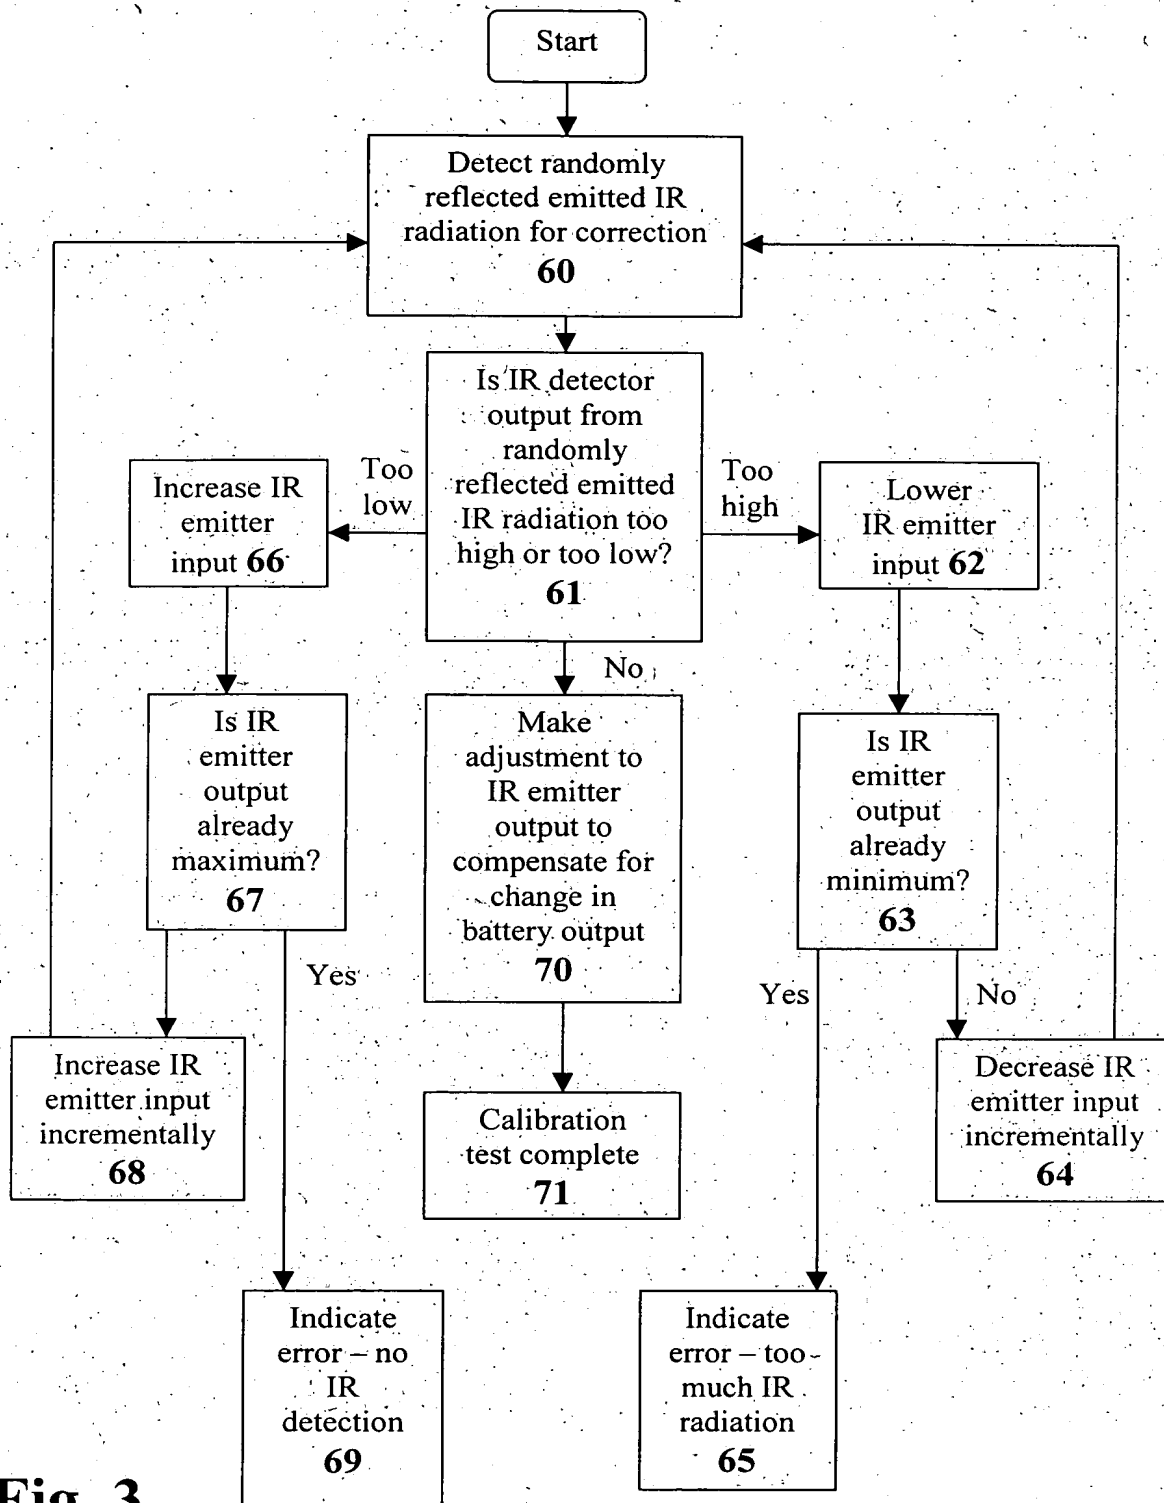 Start
Detect randomly
reflected emitted IR
radiation for correction
60
Is IR detector
output from
randomly
reflected emitted
IR radiation too
high or too low?
61
Too
low
Too
high
Increase IR
emitter
input 66
Lower
IR emitter
input 62
No
Is IR
emitter
output
already
maximum?
67
Make
adjustment to
IR emitter
output to
compensate for
change in
battery output
70
Is IR
emitter
output
already
minimum?
63
Yes
Yes
No
Increase IR
emitter input
incrementally
68
Calibration
test complete
71
Decrease IR
emitter input
incrementally
64
Indicate
error – no
IR
detection
69
Indicate
error – too
much IR
radiation
65
Fig. 3